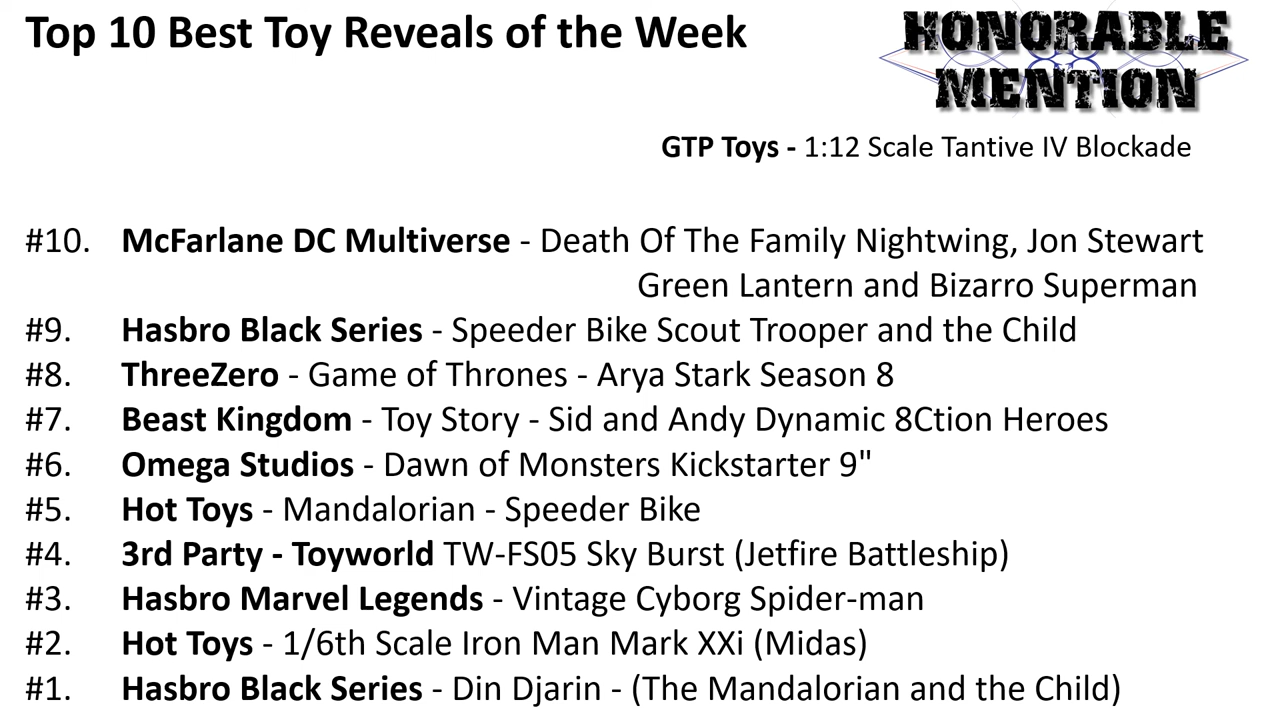 Top 10 Best Toy Reveals of the Week
HONORABLE
MENTION
GTP Toys - 1:12 Scale Tantive IV Blockade
#10. McFarlane DC Multiverse - Death Of The Family Nightwing, Jon Stewart
Green Lantern and Bizarro Superman
#9. Hasbro Black Series - Speeder Bike Scout Trooper and the Child
#8. ThreeZero - Game of Thrones - Arya Stark Season 8
#7. Beast Kingdom - Toy Story - Sid and Andy Dynamic 8Ction Heroes
#6. Omega Studios - Dawn of Monsters Kickstarter 9"
#5. Hot Toys - Mandalorian - Speeder Bike
#4. 3rd Party - Toyworld TW-FS05 Sky Burst (Jetfire Battleship)
#3. Hasbro Marvel Legends - Vintage Cyborg Spider-man
#2. Hot Toys - 1/6th Scale Iron Man Mark XXi (Midas)
#1. Hasbro Black Series - Din Djarin - (The Mandalorian and the Child)